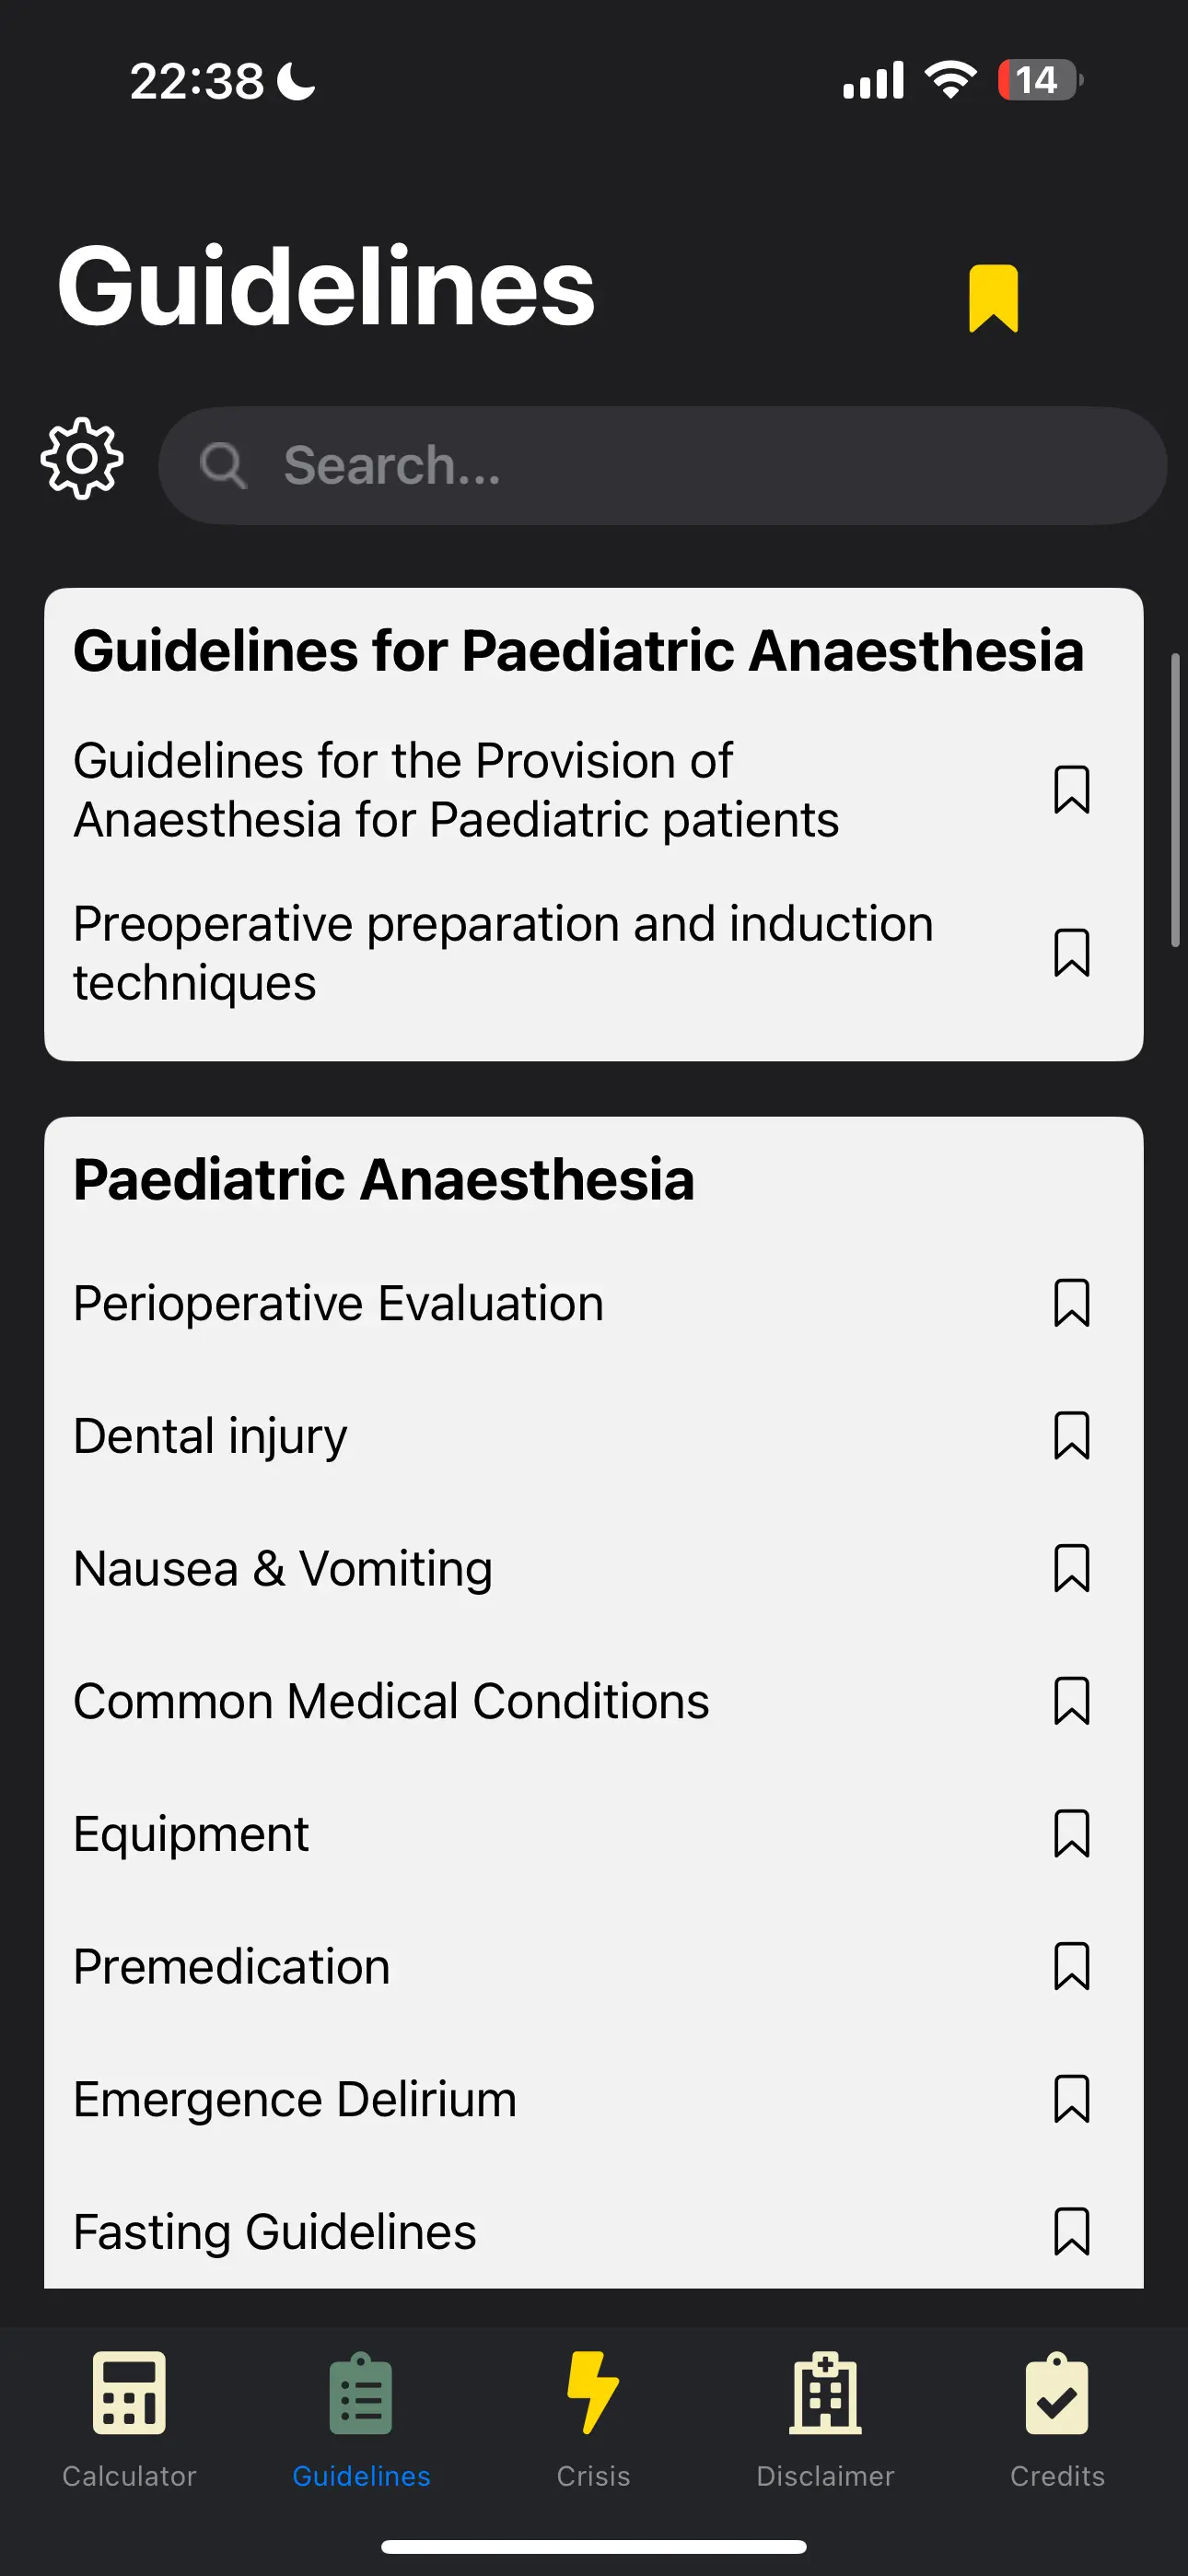 22:38
14
Guidelines
Search...
Guidelines for Paediatric Anaesthesia
Guidelines for the Provision of
Anaesthesia for Paediatric patients
Preoperative preparation and induction
techniques
Paediatric Anaesthesia
Perioperative Evaluation
Dental injury
Nausea & Vomiting
Common Medical Conditions
Equipment
Premedication
Emergence Delirium
Fasting Guidelines
Calculator
Guidelines
Crisis
Disclaimer
Credits